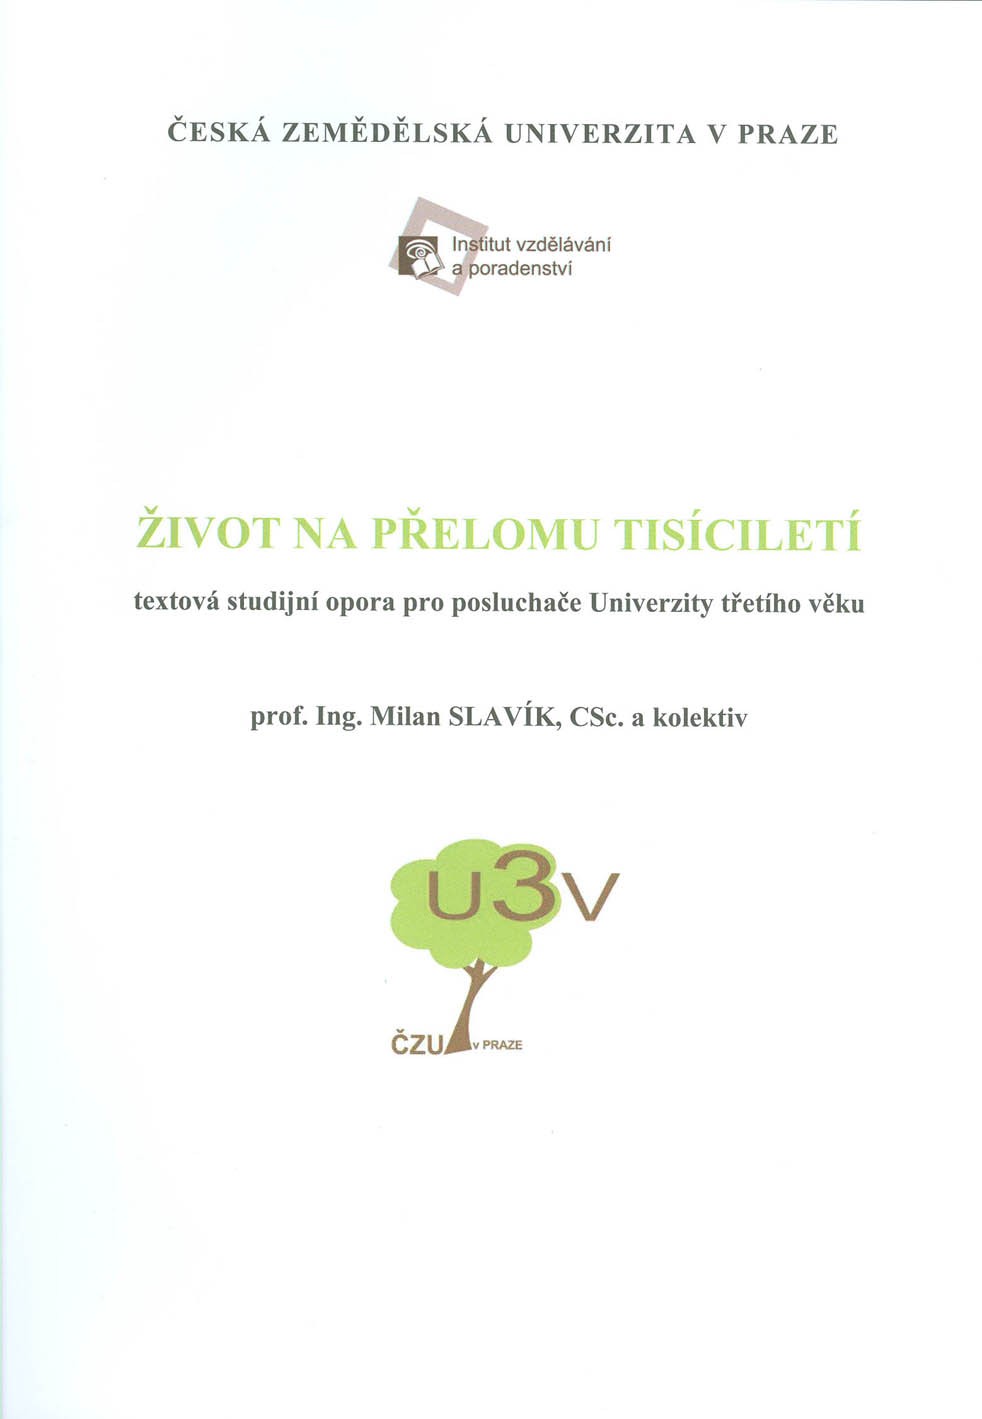 ČESKÁ ZEMĚDĚLSKÁ UNIVERZITA V PRAZE
Institut vzdělávání
a poradenství
ŽIVOT NA PŘELOMU TISÍCILETÍ
textová studijní opora pro posluchače Univerzity třetího věku
prof. Ing. Milan SLAVÍK, CSc. a kolektiv
u3v
ČZU v PRAZE